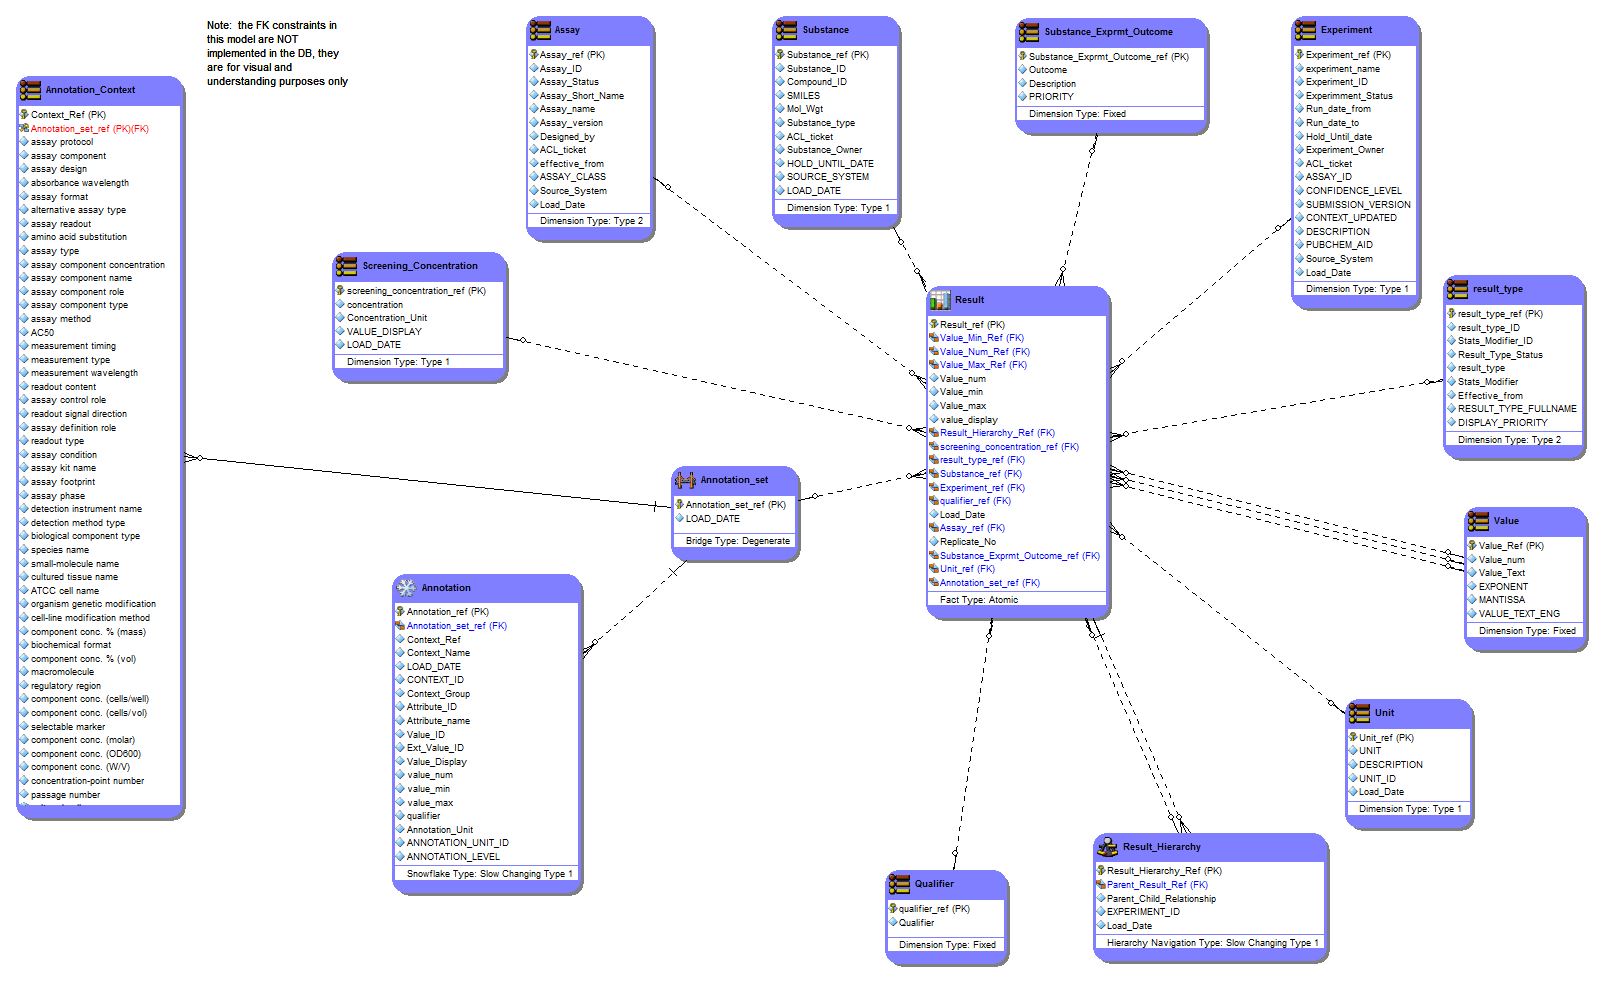 Note: the FK constraints in
this model are NOT
implemented in the DB, they
are for visual and
understanding purposes only
Annotation_Context
Context_Ref (PK)
Annotation_set_ref (PK)(FK)
assay protocol
assay component
assay design
absorbance wavelength
assay format
alternative assay type
assay readout
amino acid substitution
assay type
assay component concentration
assay component name
assay component role
assay component type
assay method
AC50
measurement timing
measurement type
measurement wavelength
readout content
assay control role
readout signal direction
assay definition role
readout type
assay condition
assay kit name
assay footprint
assay phase
detection instrument name
detection method type
biological component type
species name
small-molecule name
cultured tissue name
ATCC cell name
organism genetic modification
cell-line modification method
component conc. % (mass)
biochemical format
component conc. % (vol)
macromolecule
regulatory region
component conc. (cells/well)
component conc. (cells/vol)
selectable marker
component conc. (molar)
component conc. (OD600)
component conc. (W/V)
concentration-point number
passage number
Assay
Assay_ref (PK)
Assay_ID
Assay_Status
Assay_Short_Name
Assay_name
Assay_version
Designed_by
ACL_ticket
effective_from
ASSAY_CLASS
Source_System
Load_Date
Dimension Type: Type 2
Substance
Substance_ref (PK)
Substance_ID
Compound_ID
SMILES
Mol_Wgt
Substance_type
ACL_ticket
Substance_Owner
HOLD_UNTIL_DATE
SOURCE_SYSTEM
LOAD_DATE
Dimension Type: Type 1
Substance_Exprmt_Outcome
Substance_Exprmt_Outcome_ref (PK)
Outcome
Description
PRIORITY
Dimension Type: Fixed
Experiment
Experiment_ref (PK)
experiment_name
Experiment_ID
Experimment_Status
Run_date_from
Run_date_to
Hold_Until_date
Experiment_Owner
ACL_ticket
ASSAY_ID
CONFIDENCE_LEVEL
SUBMISSION_VERSION
CONTEXT_UPDATED
DESCRIPTION
PUBCHEM_AID
Source_System
Load_Date
Dimension Type: Type 1
Screening_Concentration
screening_concentration_ref (PK)
concentration
Concentration_Unit
VALUE_DISPLAY
LOAD_DATE
Dimension Type: Type 1
Result
Result_ref (PK)
Value_Min_Ref (FK)
Value_Num_Ref (FK)
Value_Max_Ref (FK)
Value_num
Value_min
Value_max
value_display
Result_Hierarchy_Ref (FK)
screening_concentration_ref (FK)
result_type_ref (FK)
Substance_ref (FK)
Experiment_ref (FK)
qualifier_ref (FK)
Load_Date
Assay_ref (FK)
Replicate_No
Substance_Exprmt_Outcome_ref (FK)
Unit_ref (FK)
Annotation_set_ref (FK)
Fact Type: Atomic
result_type
result_type_ref (PK)
result_type_ID
Stats_Modifier_ID
Result_Type_Status
result_type
Stats_Modifier
Effective_from
RESULT_TYPE_FULLNAME
DISPLAY_PRIORITY
Dimension Type: Type 2
Annotation_set
Annotation_set_ref (PK)
LOAD_DATE
Bridge Type: Degenerate
Value
Value_Ref (PK)
Value_num
Value_Text
EXPONENT
MANTISSA
VALUE_TEXT_ENG
Dimension Type: Fixed
Annotation
Annotation_ref (PK)
Annotation_set_ref (FK)
Context_Ref
Context_Name
LOAD_DATE
CONTEXT_ID
Context_Group
Attribute_ID
Attribute_name
Value_ID
Ext_Value_ID
Value_Display
value_num
value_min
value_max
qualifier
Annotation_Unit
ANNOTATION_UNIT_ID
ANNOTATION_LEVEL
Snowflake Type: Slow Changing Type 1
Unit
Unit_ref (PK)
UNIT
DESCRIPTION
UNIT_ID
Load_Date
Dimension Type: Type 1
Qualifier
qualifier_ref (PK)
Qualifier
Dimension Type: Fixed
Result_Hierarchy
Result_Hierarchy_Ref (PK)
Parent_Result_Ref (FK)
Parent_Child_Relationship
EXPERIMENT_ID
Load_Date
Hierarchy Navigation Type: Slow Changing Type 1